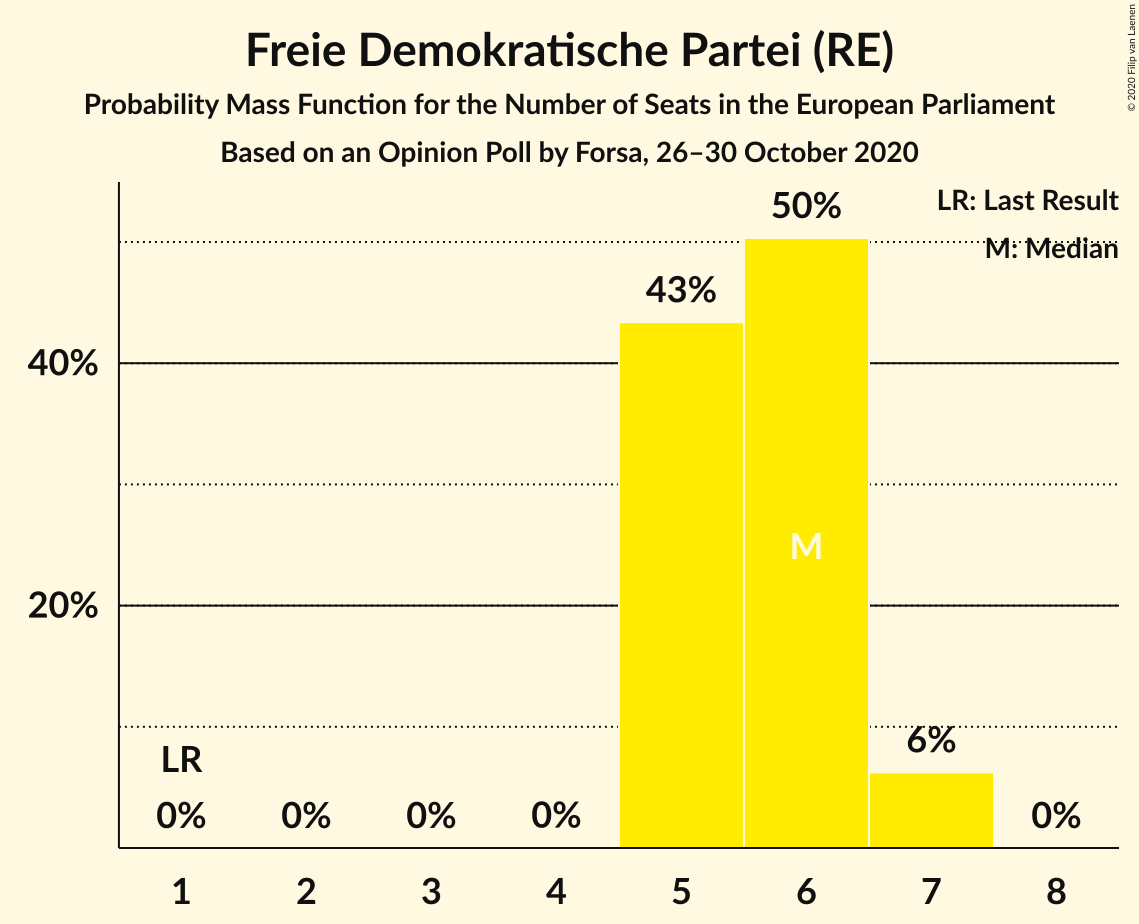 © 2020 Filip van Laenen
Freie Demokratische Partei (RE)
Probability Mass Function for the Number of Seats in the European Parliament
Based on an Opinion Poll by Forsa, 26–30 October 2020
LR: Last Result
M: Median
50%
43%
40%
M
20%
6%
LR
0% 0% 0% 0% 0%
1 2 3 4 5 6 7 8